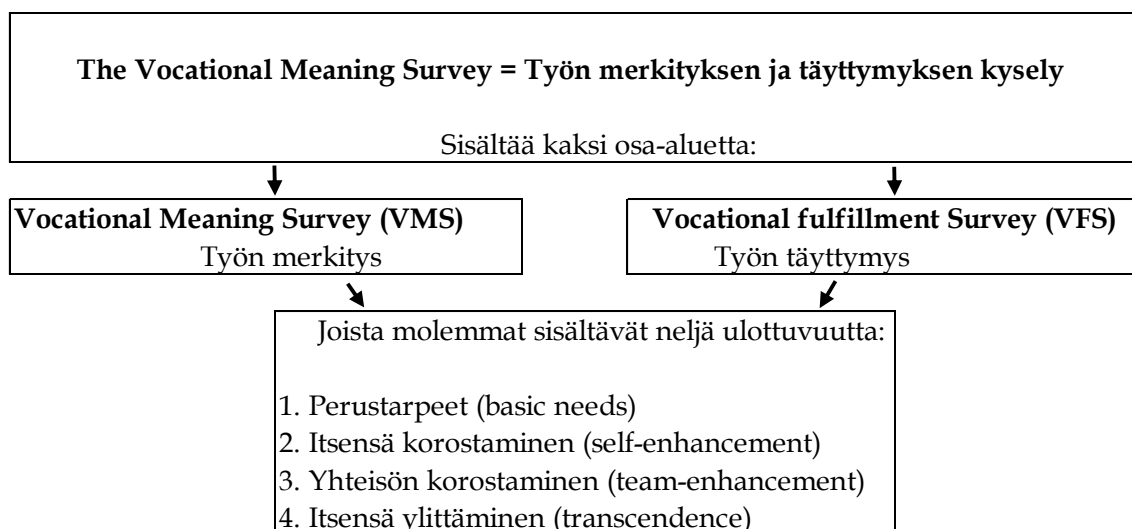 The Vocational Meaning Survey = Työn merkityksen ja täyttymyksen kysely
Sisältää kaksi osa-aluetta:
Vocational Meaning Survey (VMS)
Työn merkitys
Vocational fulfillment Survey (VFS)
Työn täyttymys
Joista molemmat sisältävät neljä ulottuvuutta:
1. Perustarpeet (basic needs)
2. Itsensä korostaminen (self-enhancement)
3. Yhteisön korostaminen (team-enhancement)
4. Itsensä ylittäminen (transcendence)